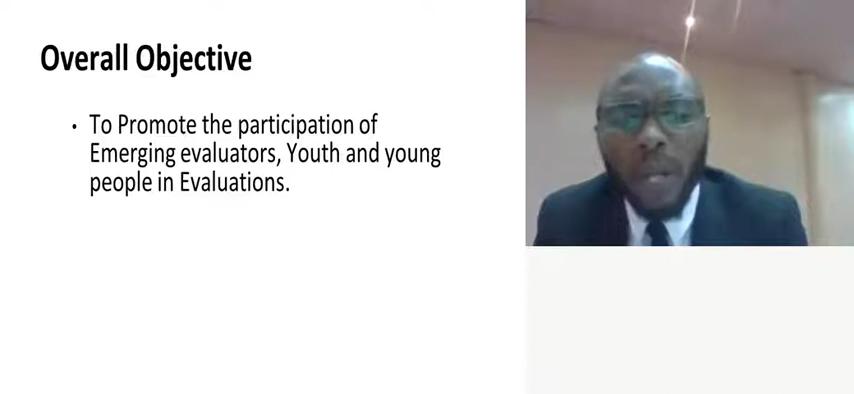 Overall Objective
• To Promote the participation of
Emerging evaluators, Youth and young
people in Evaluations.